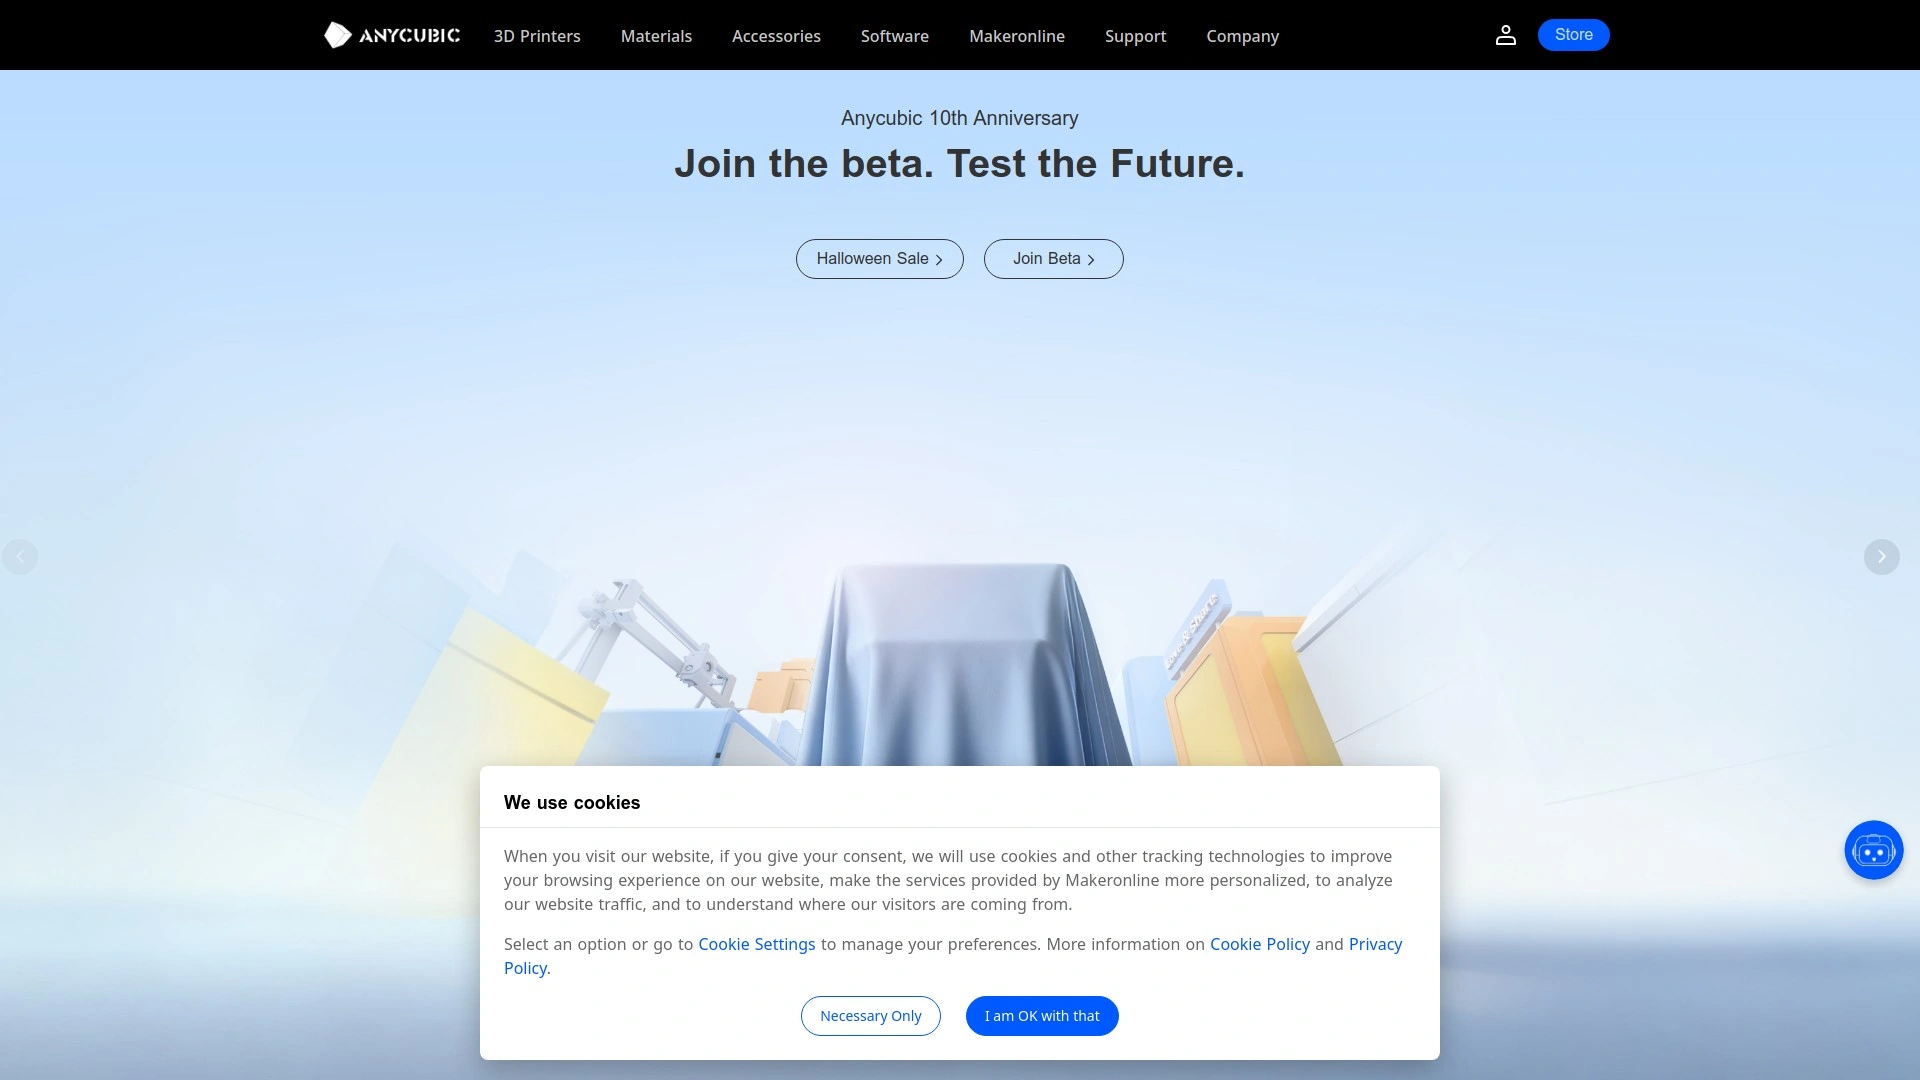 ANYCUBIC
3D Printers
Materials
Accessories
Software
Makeronline
Support
Company
Store
Anycubic 10th Anniversary
Join the beta. Test the Future.
Halloween Sale
Join Beta
Love & Share
We use cookies
When you visit our website, if you give your consent, we will use cookies and other tracking technologies to improve
your browsing experience on our website, make the services provided by Makeronline more personalized, to analyze
our website traffic, and to understand where our visitors are coming from.
Select an option or go to Cookie Settings to manage your preferences. More information on Cookie Policy and Privacy
Policy.
Necessary Only
I am OK with that